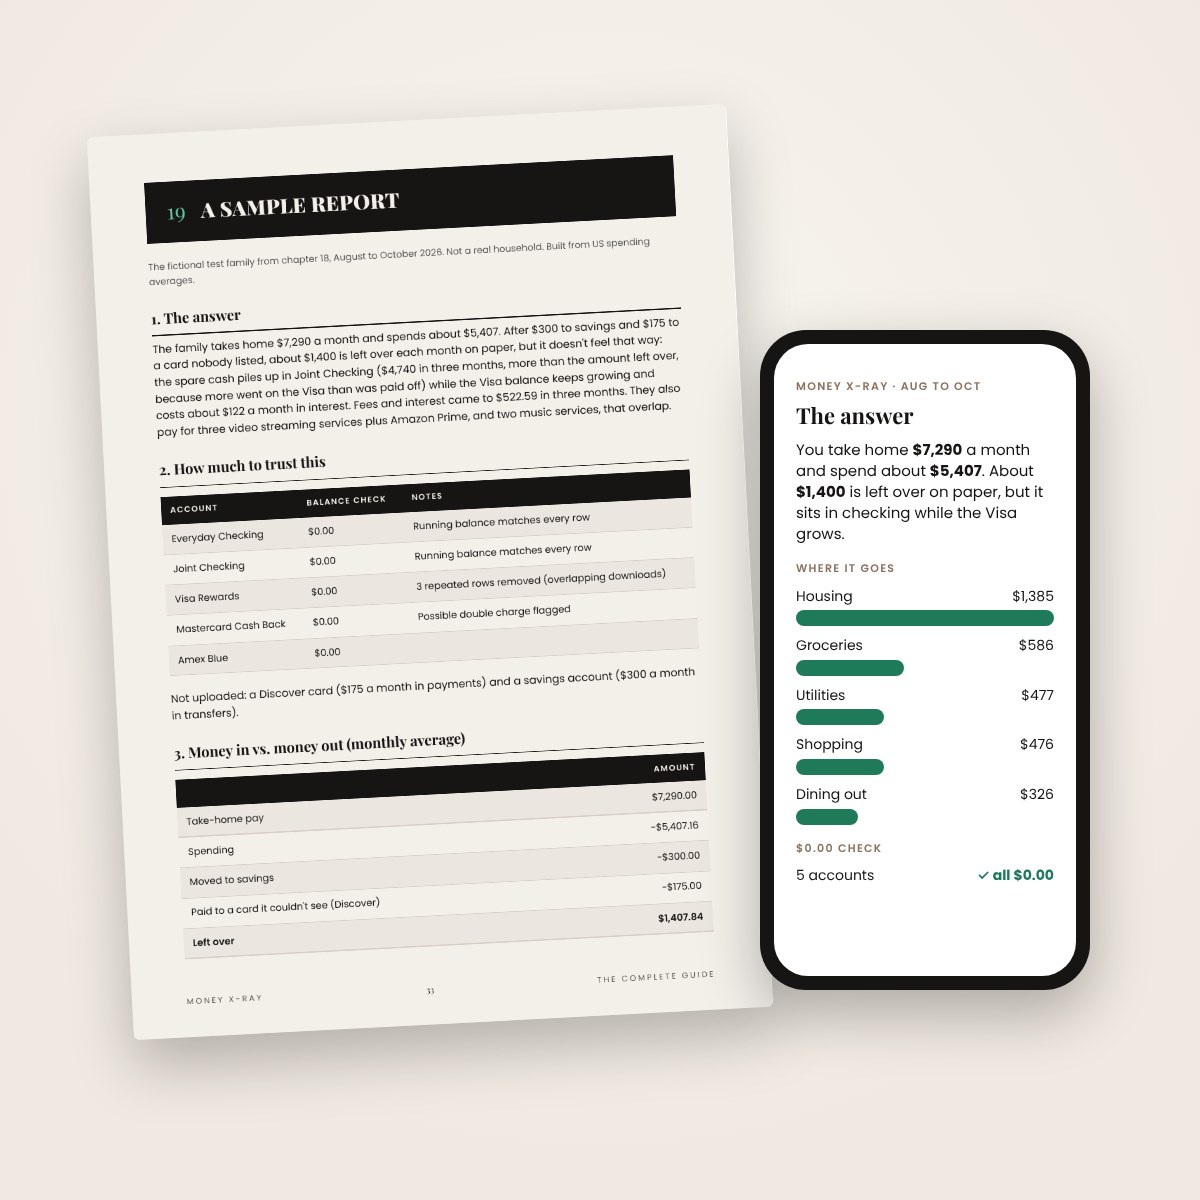 19 A SAMPLE REPORT
The fictional test family from chapter 18, August to October 2026. Not a real household. Built from US spending
averages.
1. The answer
The family takes home $7,290 a month and spends about $5,407. After $300 to savings and $175 to
a card nobody listed, about $1,400 is left over each month on paper, but it doesn't feel that way:
the spare cash piles up in Joint Checking ($4,740 in three months, more than the amount left over,
because more went on the Visa than was paid off) while the Visa balance keeps growing and
costs about $122 a month in interest. Fees and interest came to $522.59 in three months. They also
pay for three video streaming services plus Amazon Prime, and two music services, that overlap.
2. How much to trust this
ACCOUNT BALANCE CHECK NOTES
Everyday Checking $0.00 Running balance matches every row
Joint Checking $0.00 Running balance matches every row
Visa Rewards $0.00 3 repeated rows removed (overlapping downloads)
Mastercard Cash Back $0.00 Possible double charge flagged
Amex Blue $0.00
Not uploaded: a Discover card ($175 a month in payments) and a savings account ($300 a month
in transfers).
3. Money in vs. money out (monthly average)
AMOUNT
Take-home pay $7,290.00
Spending -$5,407.16
Moved to savings -$300.00
Paid to a card it couldn't see (Discover) -$175.00
Left over $1,407.84
MONEY X-RAY 33 THE COMPLETE GUIDE
MONEY X-RAY · AUG TO OCT
The answer
You take home $7,290 a month
and spend about $5,407. About
$1,400 is left over on paper, but it
sits in checking while the Visa
grows.
WHERE IT GOES
Housing $1,385
Groceries $586
Utilities $477
Shopping $476
Dining out $326
$0.00 CHECK
5 accounts ✓ all $0.00